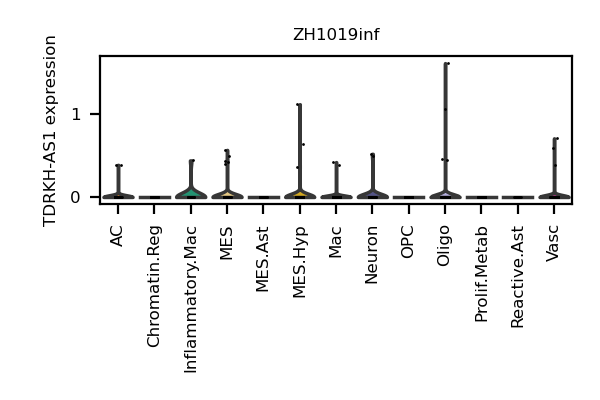 ZH1019inf
TDRKH-AS1 expression
1
0
AC
Chromatin.Reg
Inflammatory.Mac
MES
MES.Ast
MES.Hyp
Mac
Neuron
OPC
Oligo
Prolif.Metab
Reactive.Ast
Vasc